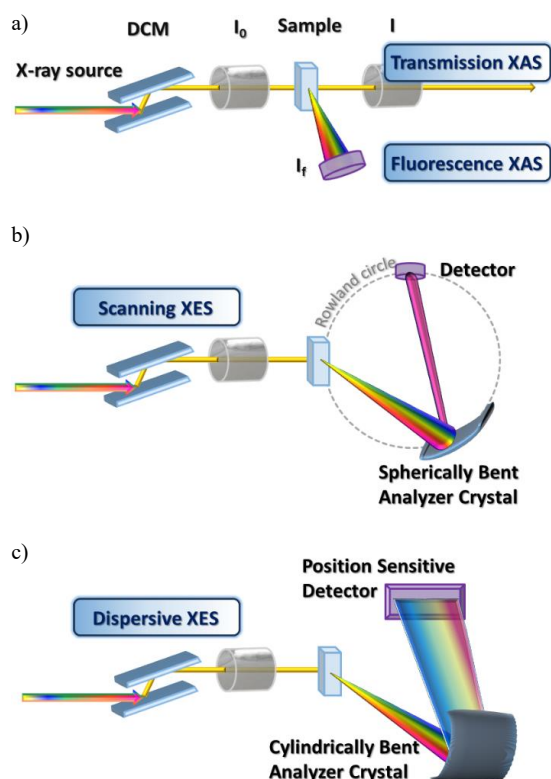 a)
DCM
I0
Sample
I
X-ray source
Transmission XAS
If
Fluorescence XAS
b)
Rowland circle
Detector
Scanning XES
Spherically Bent
Analyzer Crystal
c)
Position Sensitive
Detector
Dispersive XES
Cylindrically Bent
Analyzer Crystal